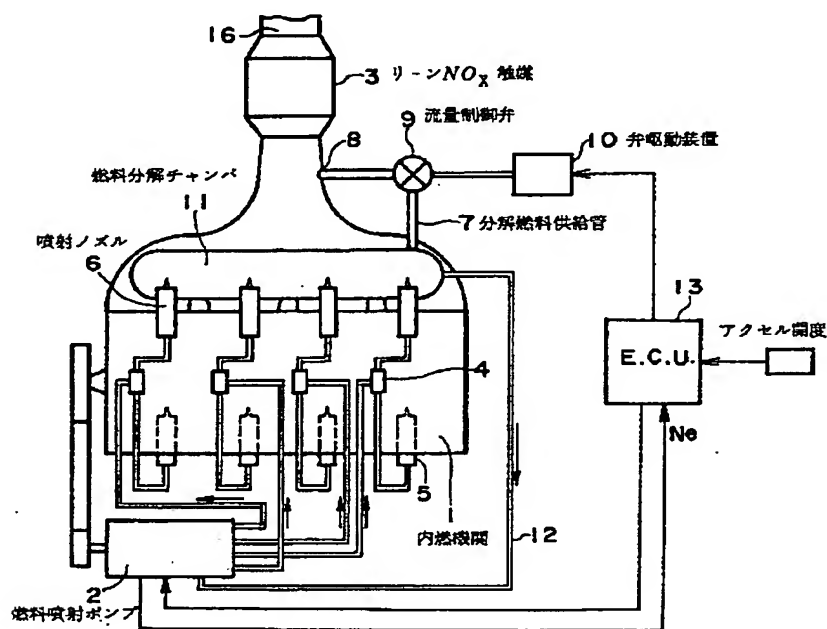 16
3 リーンNOX 触媒
9 流量制御弁
8
10 弁駆動装置
燃料分解チャンバ
11
7 分解燃料供給管
噴射ノズル
6
13
アクセル開度
E.C.U.
4
Ne
5
内燃機関
12
2
燃料噴射ポンプ